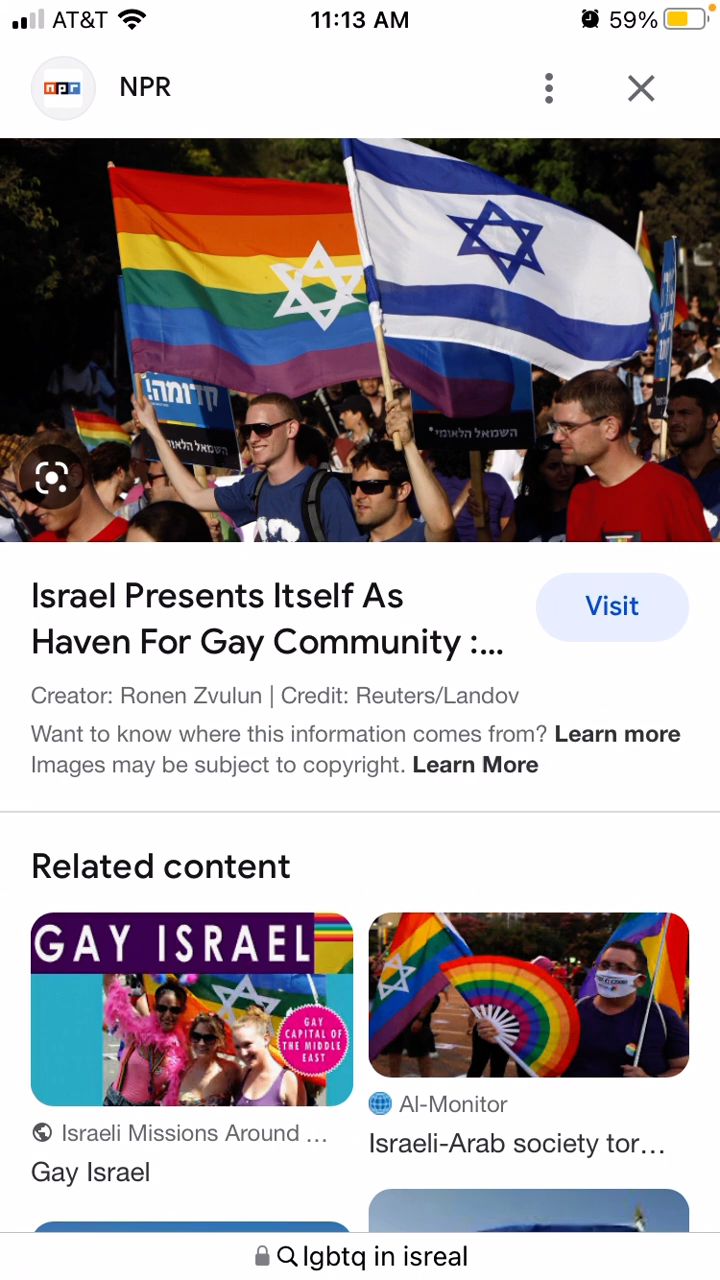 AT&T
11:13 AM
59%
npr
NPR
קדימה!
השמאל הלאומי
השמאל הלאומי*
Israel Presents Itself As
Haven For Gay Community :...
Visit
Creator: Ronen Zvulun | Credit: Reuters/Landov
Want to know where this information comes from? Learn more
Images may be subject to copyright. Learn More
Related content
GAY ISRAEL
GAY
CAPITAL OF
THE MIDDLE
EAST
Israeli Missions Around ...
Gay Israel
Al-Monitor
Israeli-Arab society tor...
lgbtq in isreal